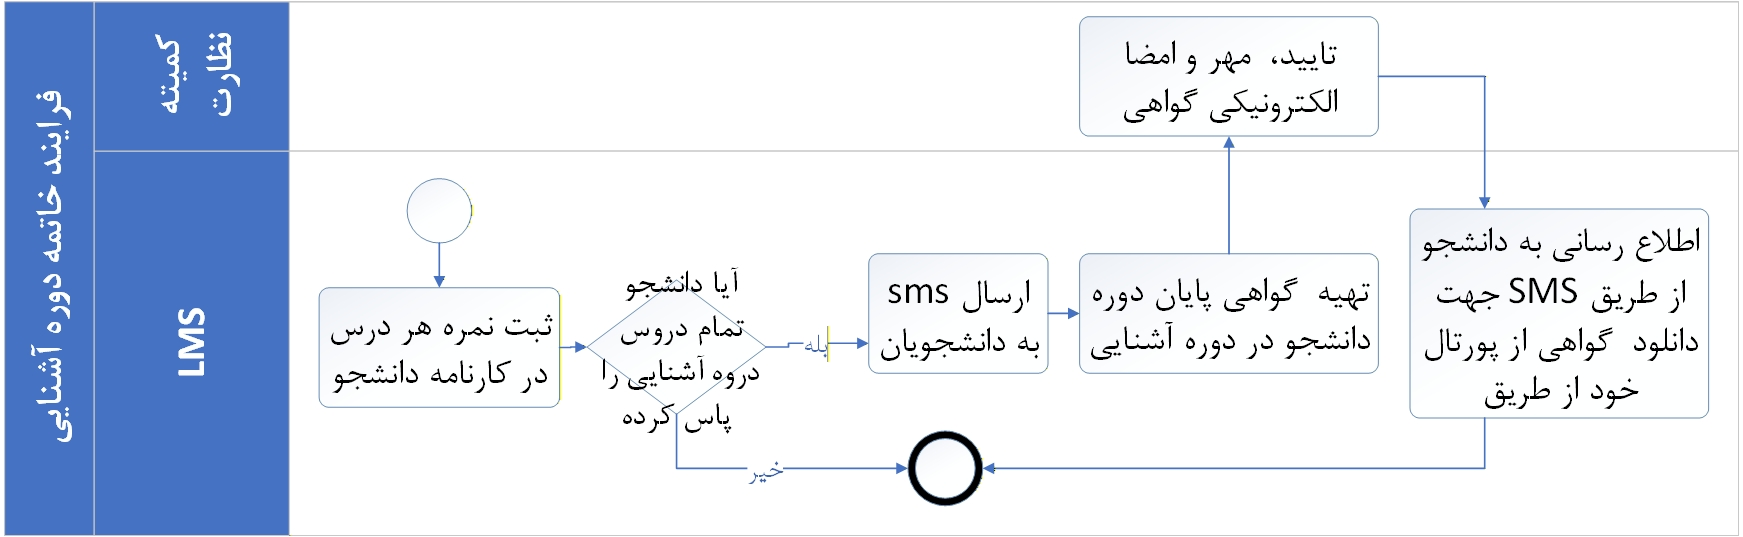 فرایند خاتمه دوره آشنایی
کمیته
نظارت
LMS
تایید، مهر و امضا
الکترونیکی گواهی
ثبت نمره هر درس
در کارنامه دانشجو
آیا دانشجو
تمام دروس
دروه آشنایی را
پاس کرده
بله
خیر
ارسال sms
به دانشجویان
تهیه گواهی پایان دوره
دانشجو در دوره آشنایی
اطلاع رسانی به دانشجو
از طریق SMS جهت
دانلود گواهی از پورتال
خود از طریق